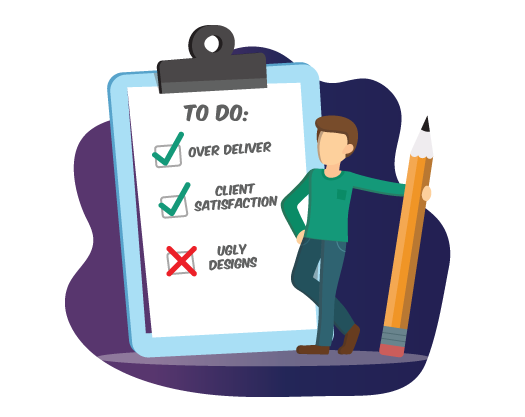 TO DO:
OVER DELIVER
CLIENT
SATISFACTION
UGLY
DESIGNS